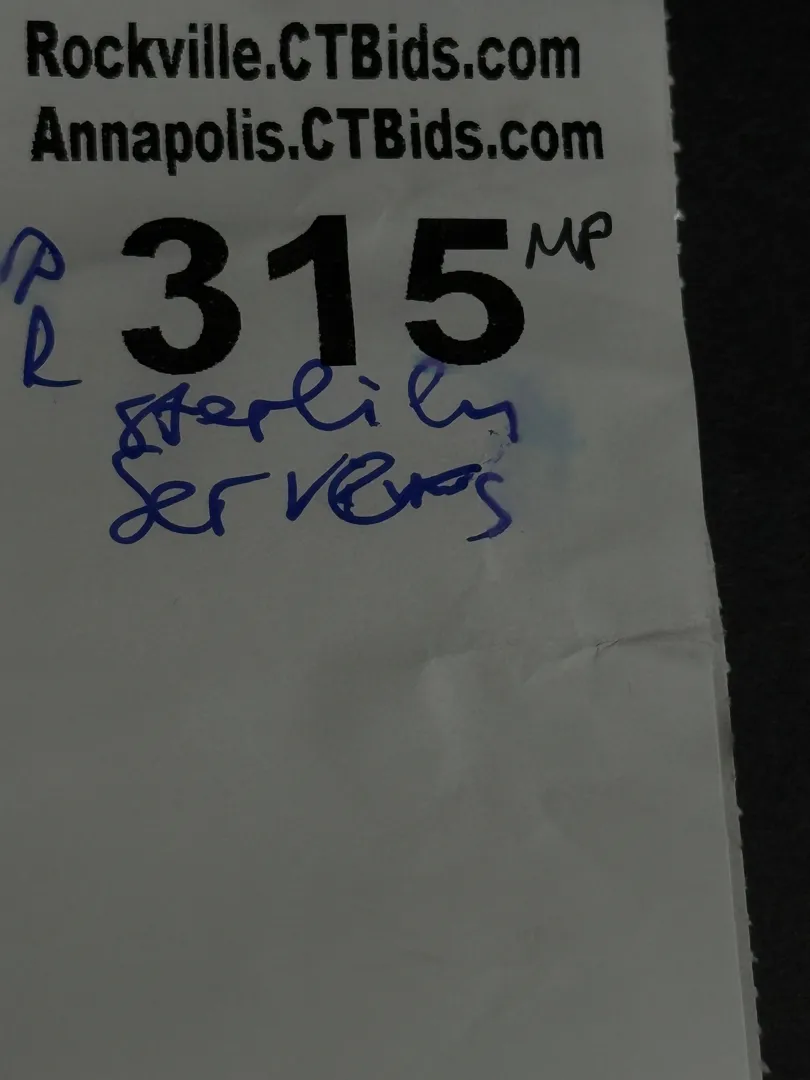 Rockville.CTBids.com
Annapolis.CTBids.com
315 MP
R
Servers